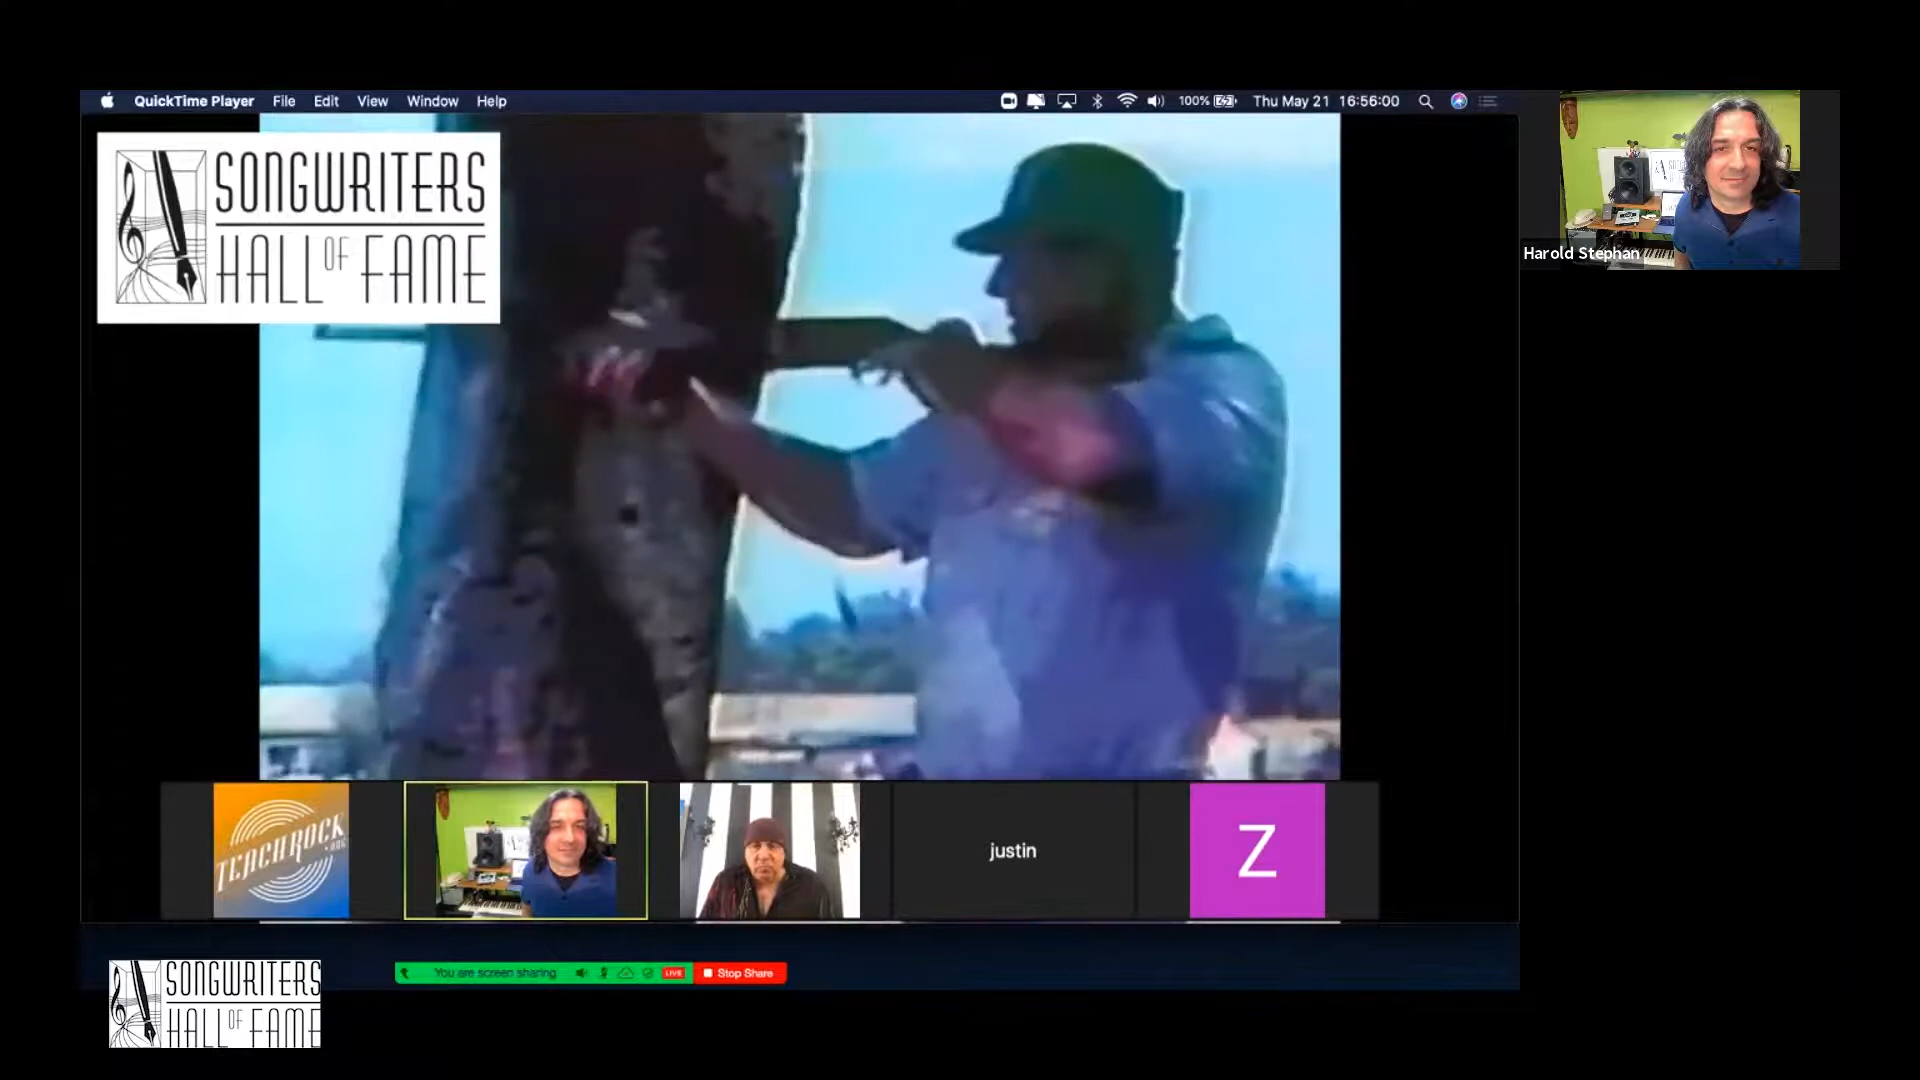 QuickTime Player File Edit View Window Help 100% Thu May 21 16:56:00
SONGWRITERS
HALL OF FAME
Harold Stephan
TEACHROCK
.ORG
justin
Z
You are screen sharing LIVE Stop Share
SONGWRITERS
HALL OF FAME